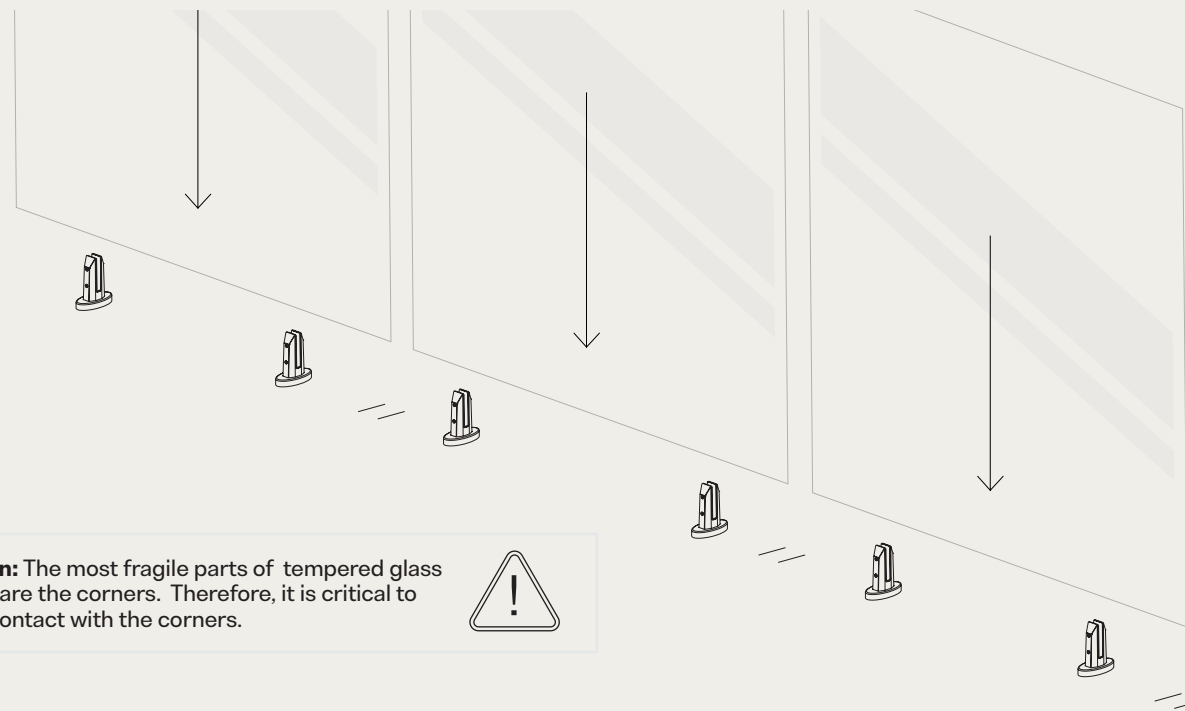 n: The most fragile parts of  tempered glass
are the corners.  Therefore, it is critical to
ontact with the corners.
!